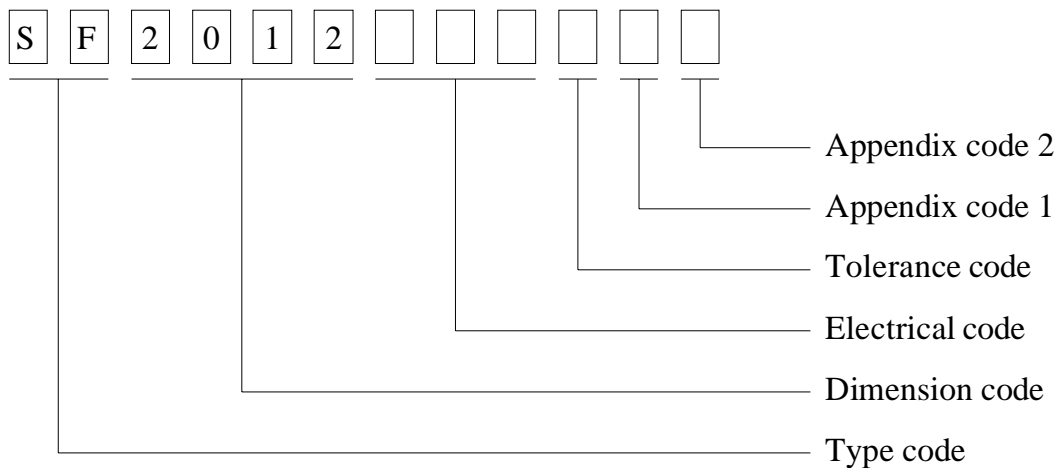 S F 2 0 1 2
Appendix code 2
Appendix code 1
Tolerance code
Electrical code
Dimension code
Type code